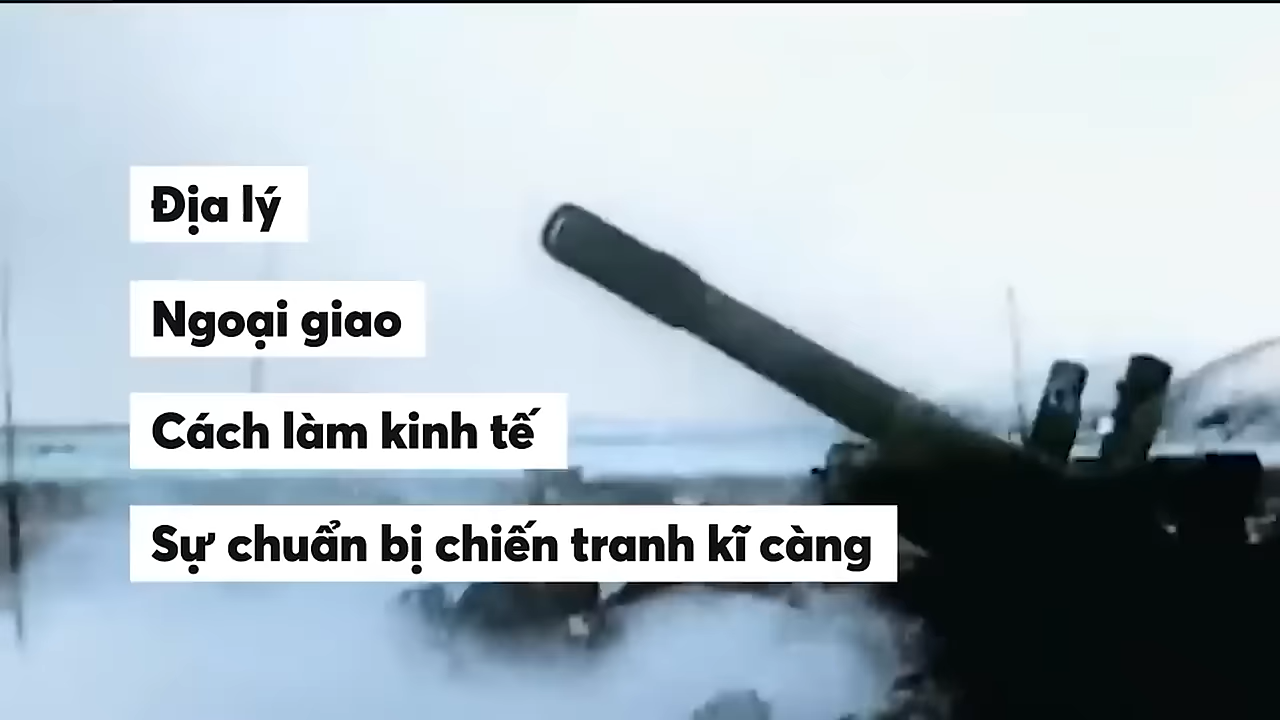 Địa lý
Ngoại giao
Cách làm kinh tế
Sự chuẩn bị chiến tranh kĩ càng